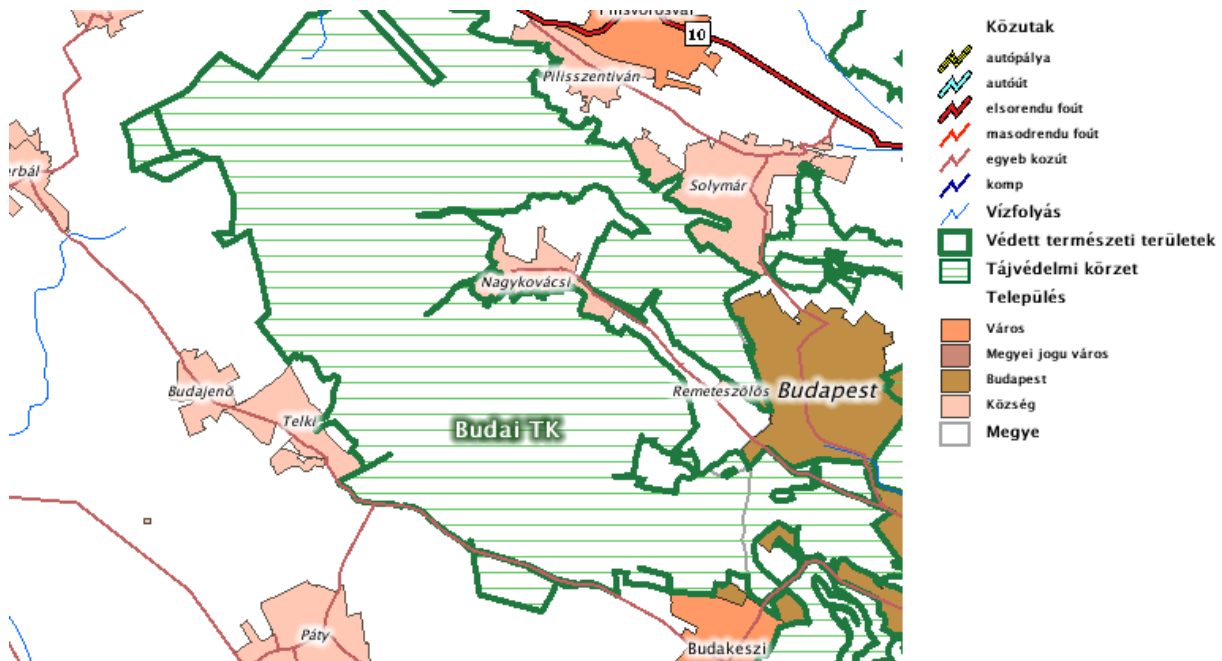 10
Pilisszentiván
Solymár
Nagykovácsi
Budajenő
Telki
Remeteszőlős
Budapest
Budai TK
Páty
Budakeszi
Közutak
autópálya
autóút
elsorendu foút
masodrendu foút
egyeb kozút
komp
Vízfolyás
Védett természeti területek
Tájvédelmi körzet
Település
Város
Megyei jogu város
Budapest
Község
Megye